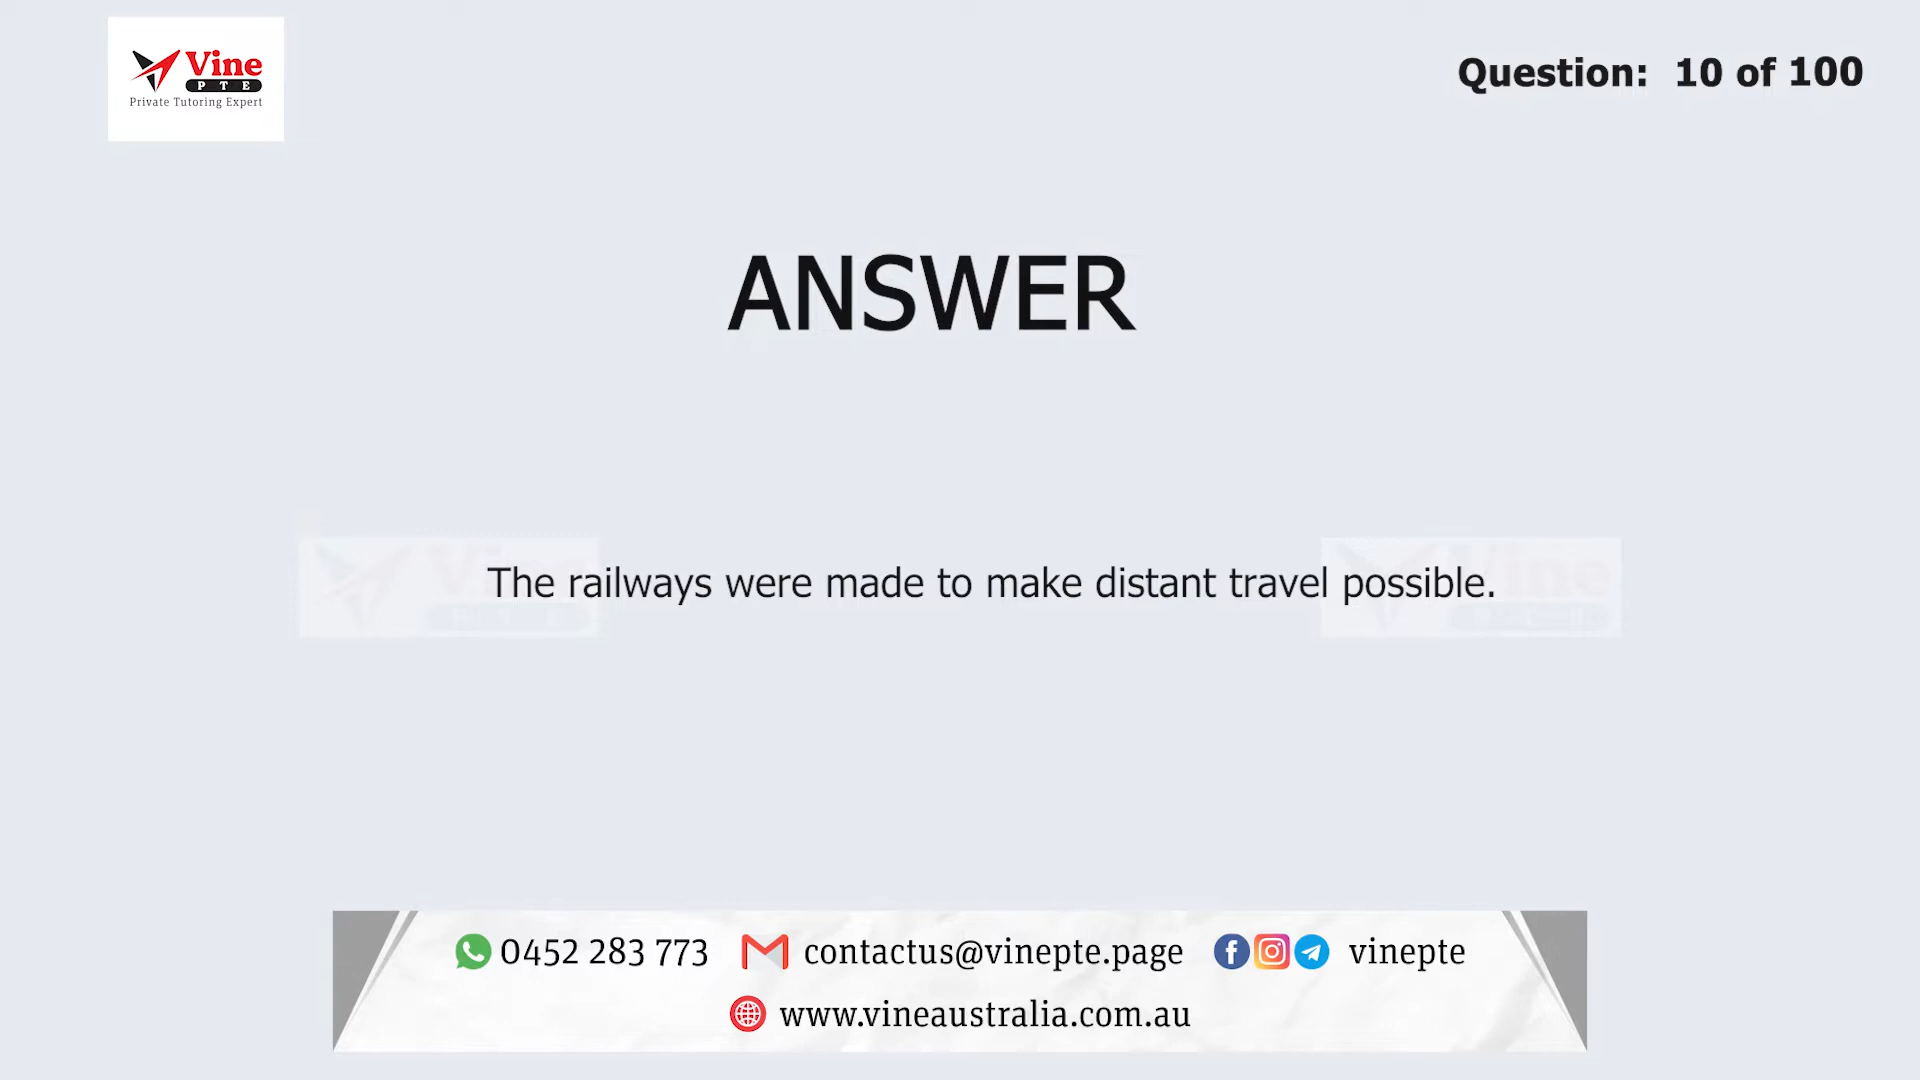 Vine
PTE
Private Tutoring Expert
Question: 10 of 100
ANSWER
The railways were made to make distant travel possible.
0452 283 773 contactus@vinepte.page vinepte
www.vineaustralia.com.au